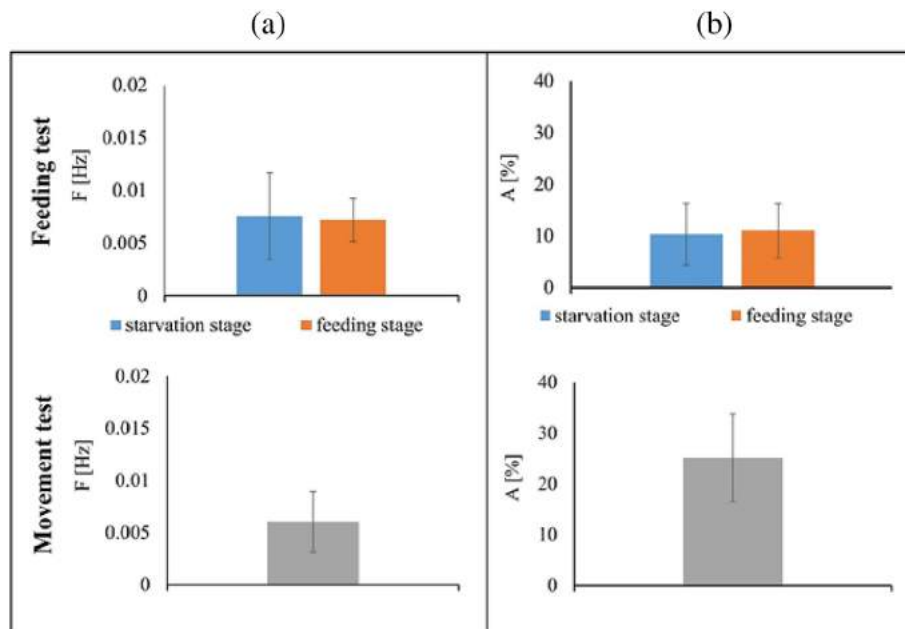 (a)
(b)
Feeding test
F [Hz]
0.02
0.015
0.01
0.005
0
starvation stage feeding stage
A [%]
40
30
20
10
0
starvation stage feeding stage
Movement test
F [Hz]
0.02
0.015
0.01
0.005
0
A [%]
40
30
20
10
0